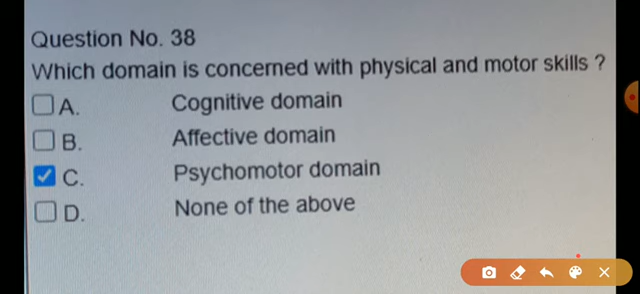 Question No. 38
Which domain is concerned with physical and motor skills ?
A. Cognitive domain
B. Affective domain
C. Psychomotor domain
D. None of the above